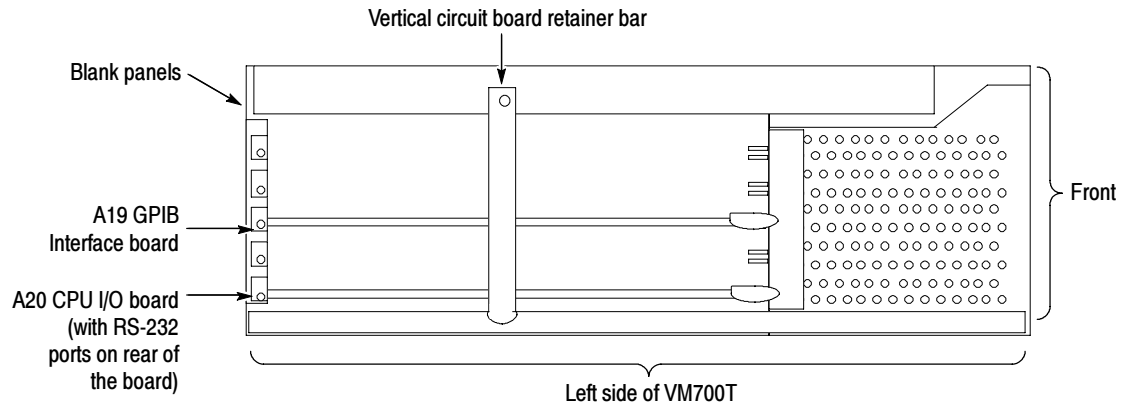 Vertical circuit board retainer bar
Blank panels
A19 GPIB
Interface board
Front
A20 CPU I/O board
(with RS-232
ports on rear of
the board)
Left side of VM700T